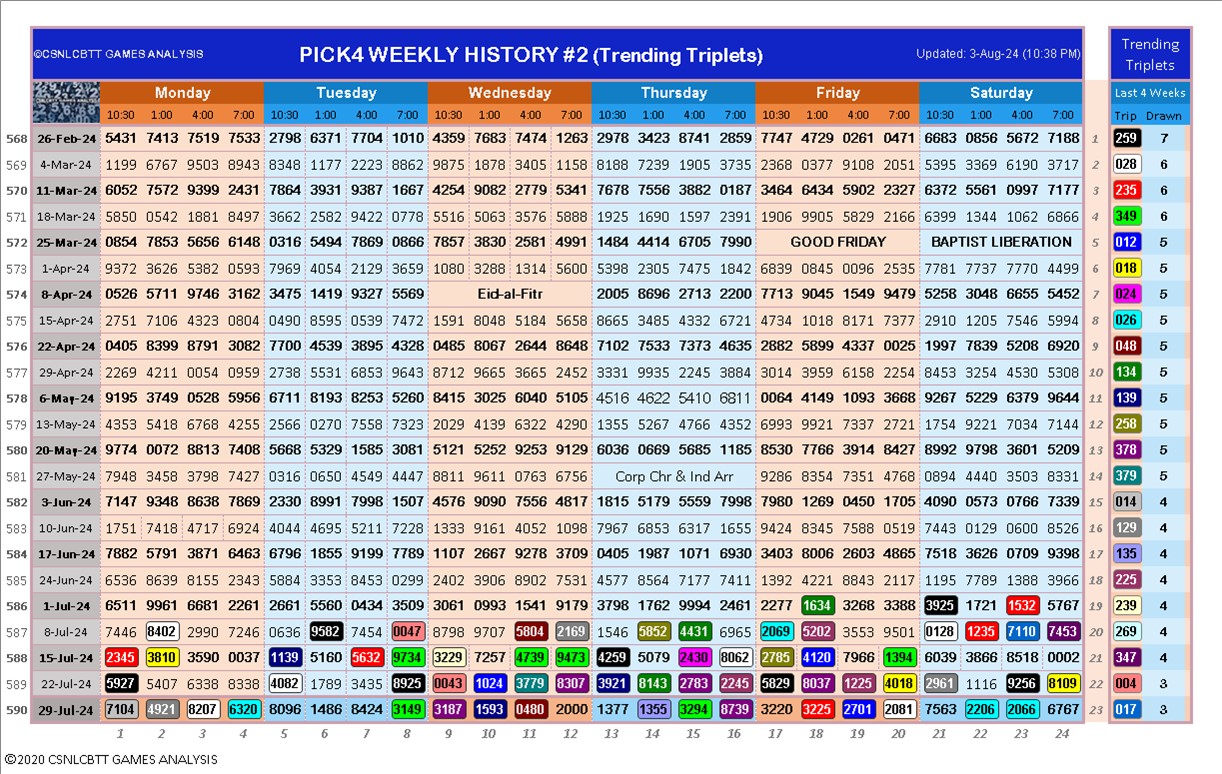 ©CSNLCBTT GAMES ANALYSIS PICK4 WEEKLY HISTORY #2 (Trending Triplets) Updated: 3-Aug-24 (10:38 PM) Trending Triplets
Monday Tuesday Wednesday Thursday Friday Saturday Last 4 Weeks
10:30 1:00 4:00 7:00 10:30 1:00 4:00 7:00 10:30 1:00 4:00 7:00 10:30 1:00 4:00 7:00 10:30 1:00 4:00 7:00 10:30 1:00 4:00 7:00 Trip Drawn
568 26-Feb-24 5431 7413 7519 7533 2798 6371 7704 1010 4359 7683 7474 1263 2978 3423 8741 2859 7747 4729 0261 0471 6683 0856 5672 7188 1 259 7
569 4-Mar-24 1199 6767 9503 8943 8348 1177 2223 8862 9875 1878 3405 1158 8188 7239 1905 3735 2368 0377 9108 2051 5395 3369 6190 3717 2 028 6
570 11-Mar-24 6052 7572 9399 2431 7864 3931 9387 1667 4254 9082 2779 5341 7678 7556 3882 0187 3464 6434 5902 2327 6372 5561 0997 7177 3 235 6
571 18-Mar-24 5850 0542 1881 8497 3662 2582 9422 0778 5516 5063 3576 5888 1925 1690 1597 2391 1906 9905 5829 2166 6399 1344 1062 6866 4 349 6
572 25-Mar-24 0854 7853 5656 6148 0316 5494 7869 0866 7857 3830 2581 4991 1484 4414 6705 7990 GOOD FRIDAY BAPTIST LIBERATION 5 012 5
573 1-Apr-24 9372 3626 5382 0593 7969 4054 2129 3659 1080 3288 1314 5600 5398 2305 7475 1842 6839 0845 0096 2535 7781 7737 7770 4499 6 018 5
574 8-Apr-24 0526 5711 9746 3162 3475 1419 9327 5569 Eid-al-Fitr 2005 8696 2713 2200 7713 9045 1549 9479 5258 3048 6655 5452 7 024 5
575 15-Apr-24 2751 7106 4323 0804 0490 8595 0539 7472 1591 8048 5184 5658 8665 3485 4332 6721 4734 1018 8171 7377 2910 1205 7546 5994 8 026 5
576 22-Apr-24 0405 8399 8791 3082 7700 4539 3895 4328 0485 8067 2644 8648 7102 7533 7373 4635 2882 5899 4337 0025 1997 7839 5208 6920 9 048 5
577 29-Apr-24 2269 4211 0054 0959 2738 5531 6853 9643 8712 9665 3665 2452 3331 9935 2245 3884 3014 3959 6158 2254 8453 3254 4530 5308 10 134 5
578 6-May-24 9195 3749 0528 5956 6711 8193 8253 5260 8415 3025 6040 5105 4516 4622 5410 6811 0064 4149 1093 3668 9267 5229 6379 9644 11 139 5
579 13-May-24 4353 5418 6768 4255 2566 0270 7558 7323 2029 4139 6322 4290 1355 5267 4766 4352 6993 9921 7337 2721 1754 9221 7034 7144 12 258 5
580 20-May-24 9774 0072 8813 7408 5668 5329 1585 3081 5121 5252 9253 9129 6036 0669 5685 1185 8530 7766 3914 8427 8992 9798 3601 5209 13 378 5
581 27-May-24 7948 3458 3798 7427 0316 0650 4549 4447 8811 9611 0763 6756 Corp Chr & Ind Arr 9286 8354 7351 4768 0894 4440 3503 8331 14 379 5
582 3-Jun-24 7147 9348 8638 7869 2330 8991 7998 1507 4576 9090 7556 4817 1815 5179 5559 7998 7980 1269 0450 1705 4090 0573 0766 7339 15 014 4
583 10-Jun-24 1751 7418 4717 6924 4044 4695 5211 7228 1333 9161 4052 1098 7967 6853 6317 1655 9424 8345 7588 0519 7443 0129 0600 8526 16 129 4
584 17-Jun-24 7882 5791 3871 6463 6796 1855 9199 7789 1107 2667 9278 3709 0405 1987 1071 6930 3403 8006 2603 4865 7518 3626 0709 9398 17 135 4
585 24-Jun-24 6536 8639 8155 2343 5884 3353 8453 0299 2402 3906 8902 7531 4577 8564 7177 7411 1392 4221 8843 2117 1195 7789 1388 3966 18 225 4
586 1-Jul-24 6511 9961 6681 2261 2661 5560 0434 3509 3061 0993 1541 9179 3798 1762 9994 2461 2277 1634 3268 3388 3925 1721 1532 5767 19 239 4
587 8-Jul-24 7446 8402 2990 7246 0636 9582 7454 0047 8798 9707 5804 2169 1546 5852 4431 6965 2069 5202 3553 9501 0128 1235 7110 7453 20 269 4
588 15-Jul-24 2345 3810 3590 0037 1139 5160 5632 9734 3229 7257 4739 9473 4259 5079 2430 8062 2785 4120 7966 1394 6039 3866 8518 0002 21 347 4
589 22-Jul-24 5927 5407 6338 8338 4082 1789 3435 8925 0043 1024 3779 8307 3921 8143 2783 2245 5829 8037 1225 4018 2961 1116 9256 8109 22 004 3
590 29-Jul-24 7104 4921 8207 6320 8096 1486 8424 3149 3187 1593 0480 2000 1377 1355 3294 8739 3220 3225 2701 2081 7563 2206 2066 6767 23 017 3
1 2 3 4 5 6 7 8 9 10 11 12 13 14 15 16 17 18 19 20 21 22 23 24
©2020 CSNLCBTT GAMES ANALYSIS